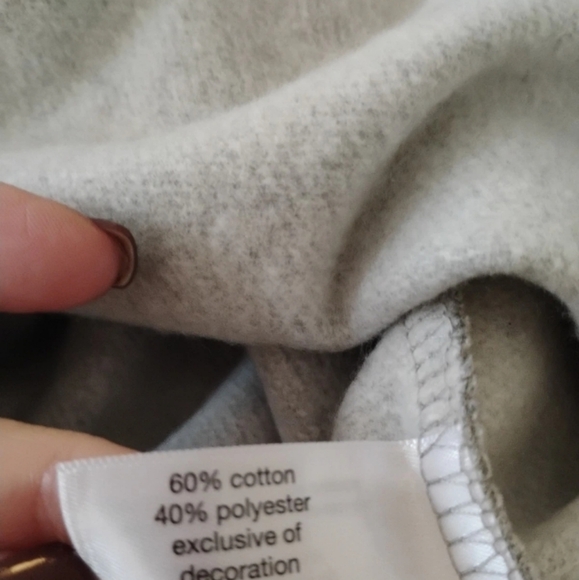 60% cotton
40% polyester
exclusive of
decoration